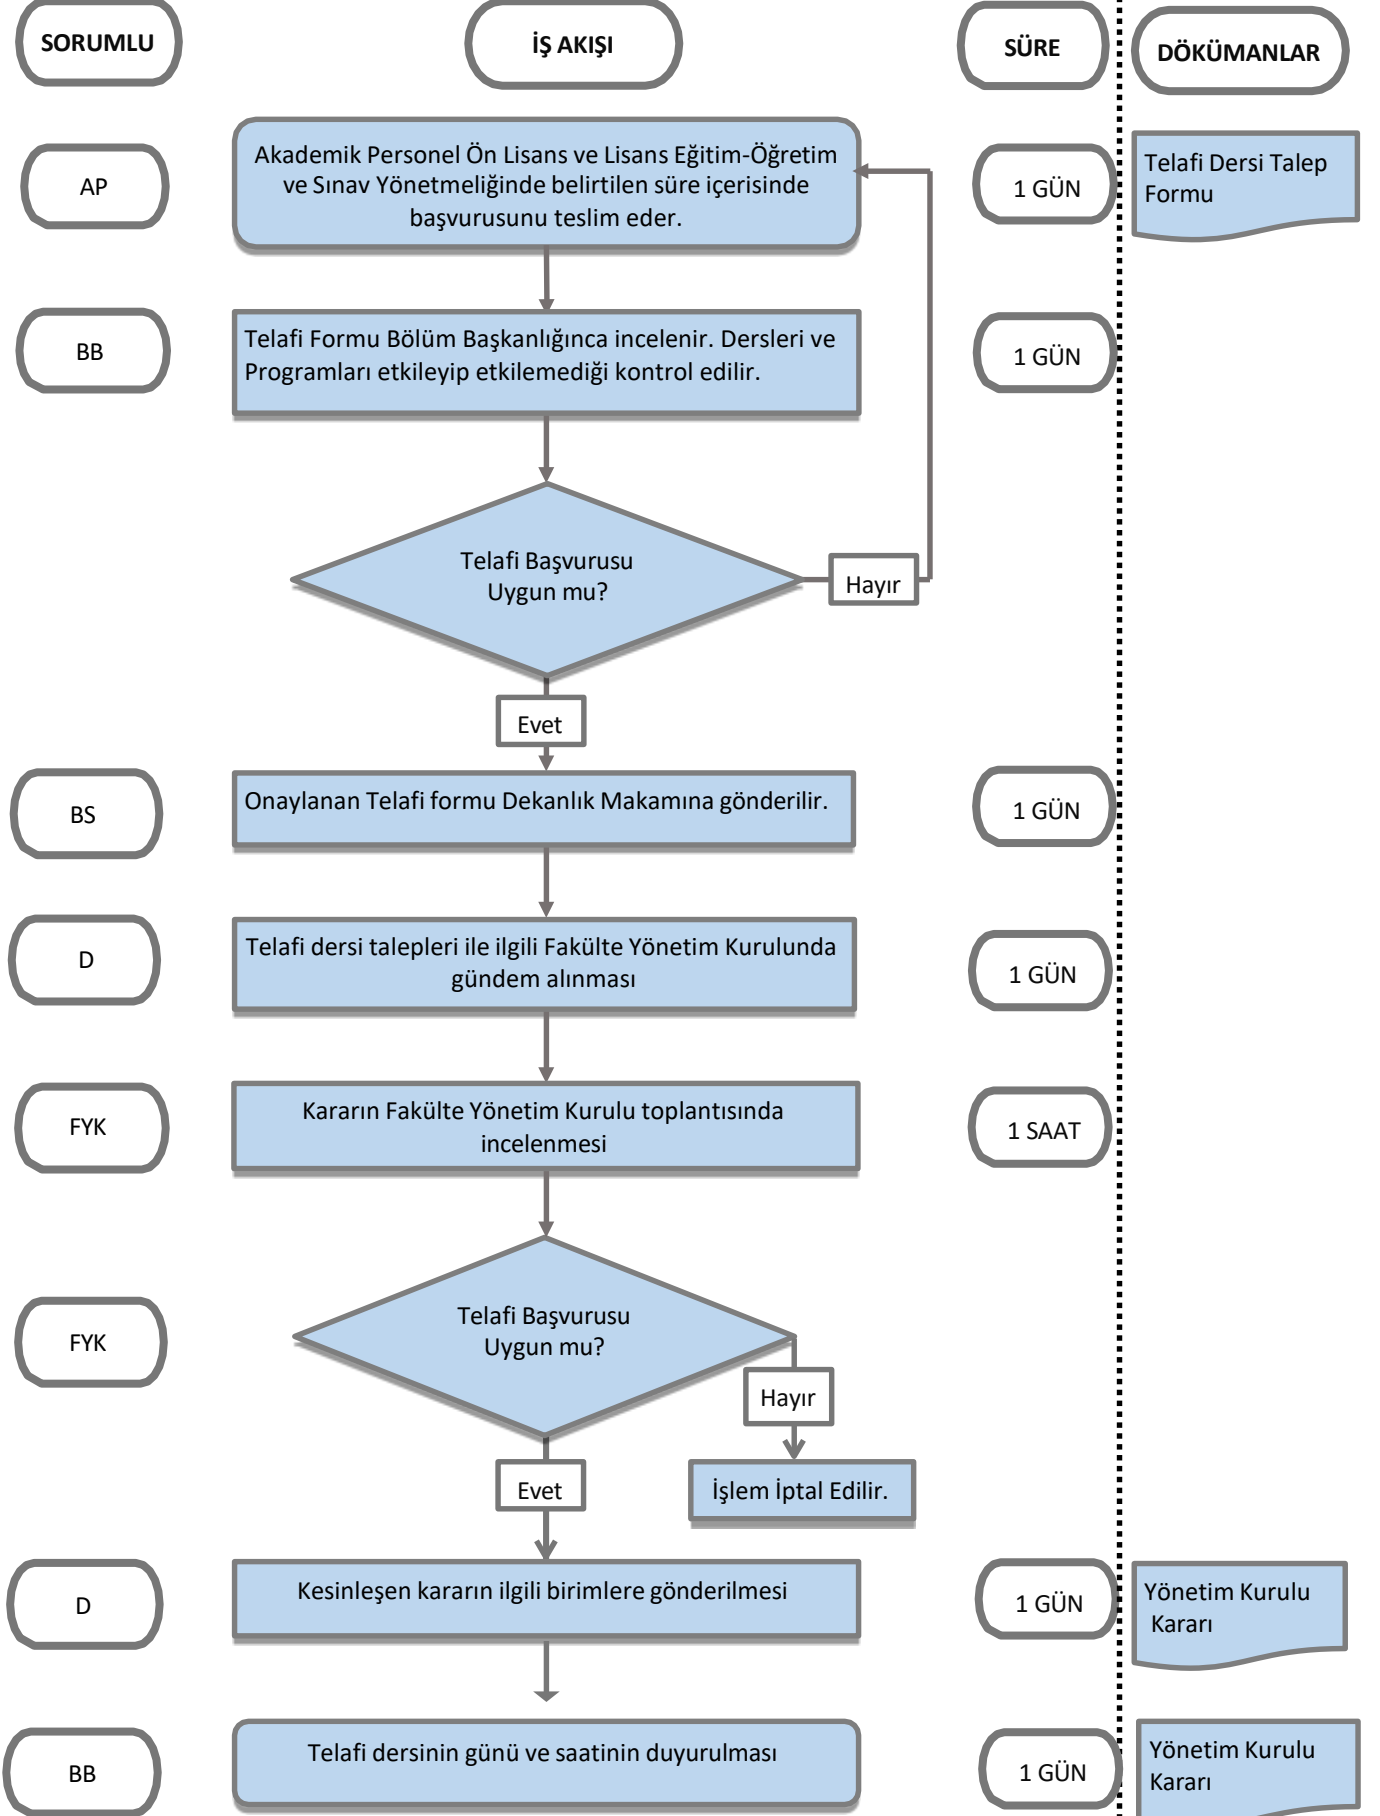 SORUMLU
İŞ AKIŞI
SÜRE
DÖKÜMANLAR
AP
Akademik Personel Ön Lisans ve Lisans Eğitim-Öğretim
ve Sınav Yönetmeliğinde belirtilen süre içerisinde
başvurusunu teslim eder.
1 GÜN
Telafi Dersi Talep
Formu
BB
Telafi Formu Bölüm Başkanlığınca incelenir. Dersleri ve
Programları etkileyip etkilemediği kontrol edilir.
1 GÜN
Telafi Başvurusu
Uygun mu?
Hayır
Evet
BS
Onaylanan Telafi formu Dekanlık Makamına gönderilir.
1 GÜN
D
Telafi dersi talepleri ile ilgili Fakülte Yönetim Kurulunda
gündem alınması
1 GÜN
FYK
Kararın Fakülte Yönetim Kurulu toplantısında
incelenmesi
1 SAAT
FYK
Telafi Başvurusu
Uygun mu?
Hayır
Evet
İşlem İptal Edilir.
D
Kesinleşen kararın ilgili birimlere gönderilmesi
1 GÜN
Yönetim Kurulu
Kararı
BB
Telafi dersinin günü ve saatinin duyurulması
1 GÜN
Yönetim Kurulu
Kararı